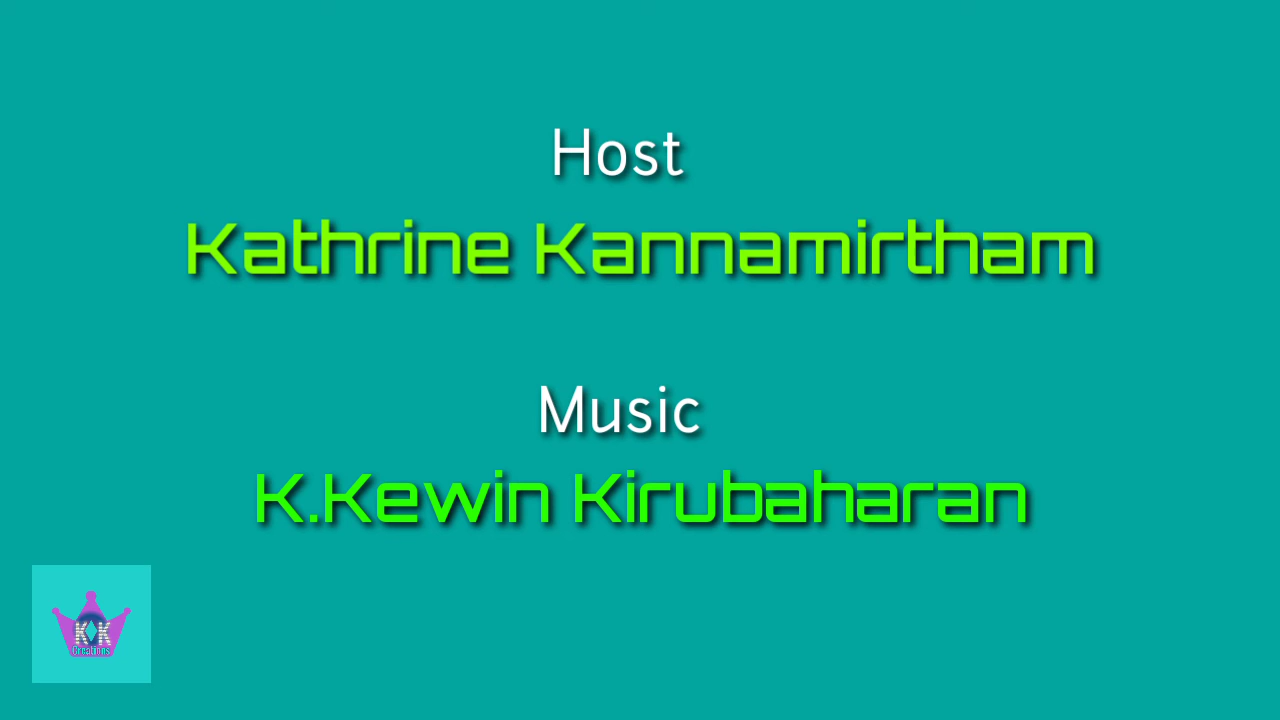 Host
Kathrine Kannamirtham
Music
K.Kewin Kirubaharan
K K
Creations